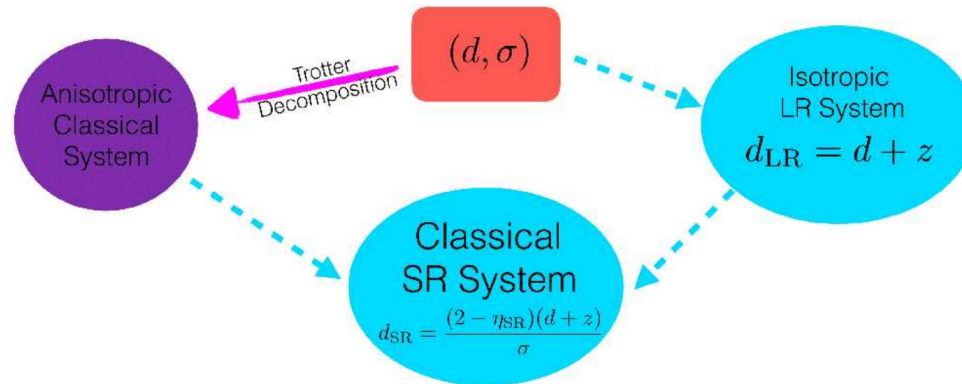 (d, σ)
Trotter
Decomposition
Anisotropic
Classical
System
Isotropic
LR System
d_LR = d + z
Classical
SR System
d_SR = (2 − η_SR)(d + z) / σ